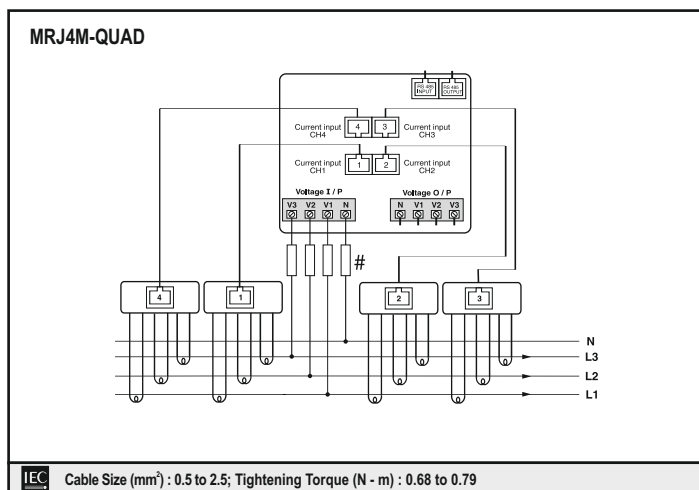 MRJ4M-QUAD
RS 485 INPUT
RS 485 OUTPUT
Current input CH4
4
3
Current input CH3
Current input CH1
1
2
Current input CH2
Voltage I / P
V3 V2 V1 N
Voltage O / P
N V1 V2 V3
#
4
1
2
3
N
L3
L2
L1
IEC Cable Size (mm²) : 0.5 to 2.5; Tightening Torque (N - m) : 0.68 to 0.79